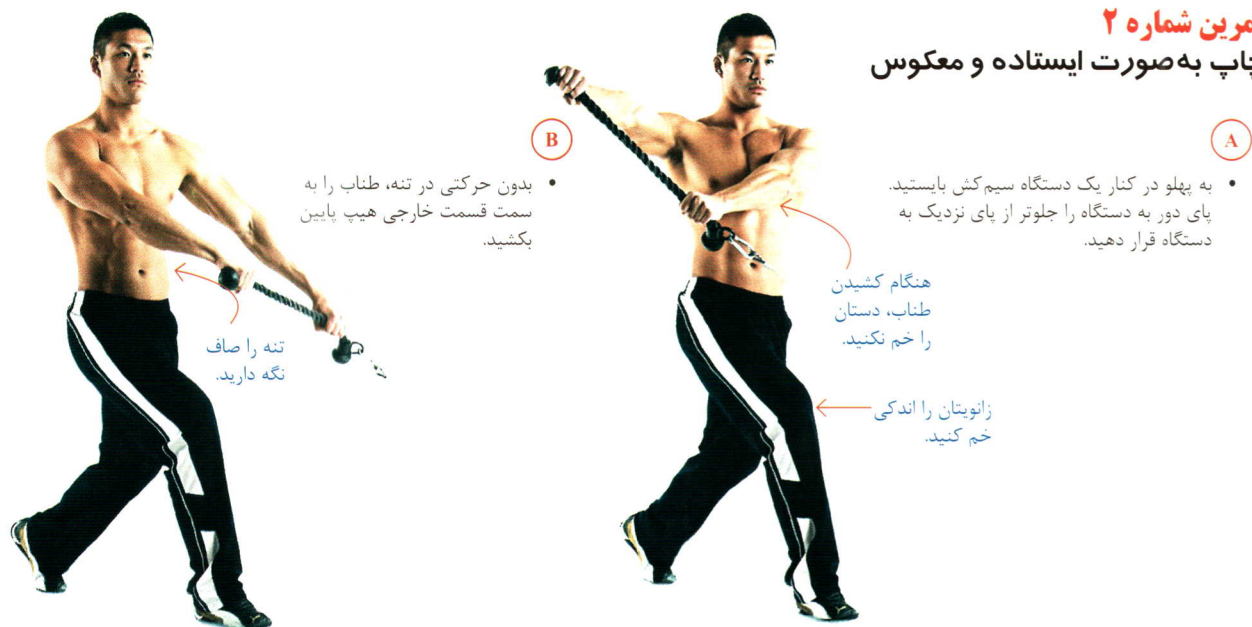 مرین شماره ۲
چاپ به‌صورت ایستاده و معکوس
A
• به پهلو در کنار یک دستگاه سیم‌کش بایستید.
پای دور به دستگاه را جلوتر از پای نزدیک به
دستگاه قرار دهید.
هنگام کشیدن
طناب، دستان
را خم نکنید.
زانویتان را اندکی
خم کنید.
B
• بدون حرکتی در تنه، طناب را به
سمت قسمت خارجی هیپ پایین
بکشید.
تنه را صاف
نگه دارید.